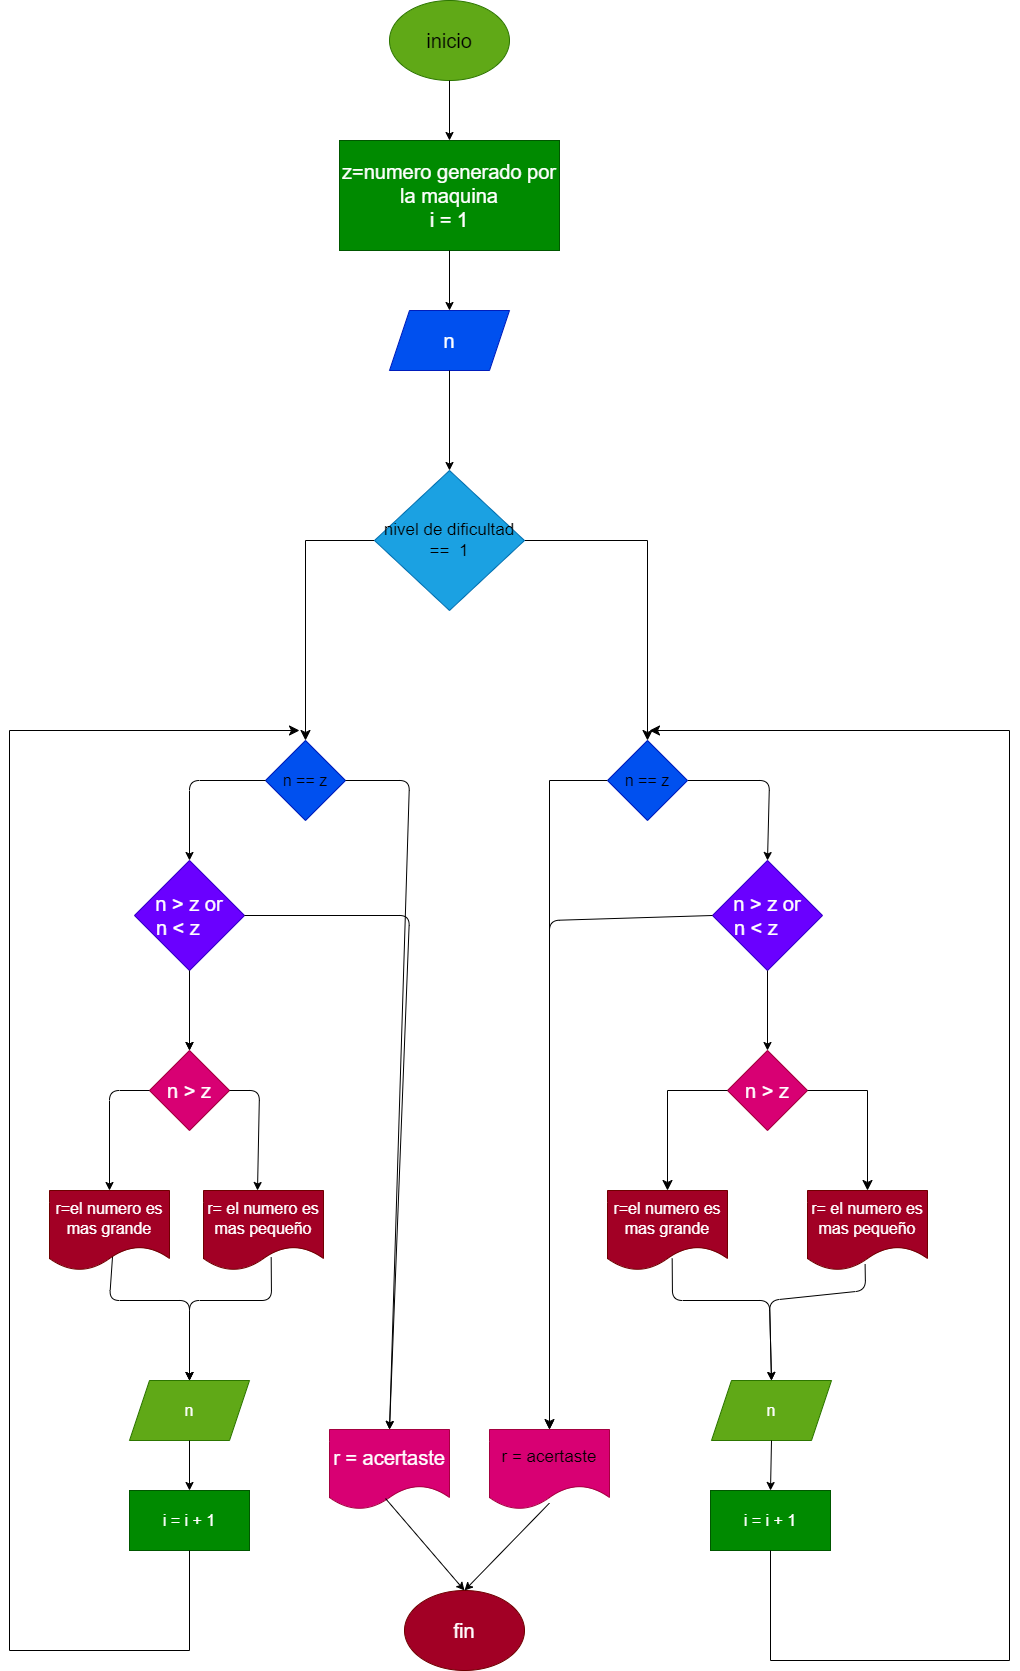 inicio
z=numero generado por
la maquina
i = 1
n
nivel de dificultad
== 1
n == z
n == z
n > z or
n < z
n > z or
n < z
n > z
n > z
r=el numero es
mas grande
r= el numero es
mas pequeño
r=el numero es
mas grande
r= el numero es
mas pequeño
n
n
r = acertaste
r = acertaste
i = i + 1
i = i + 1
fin